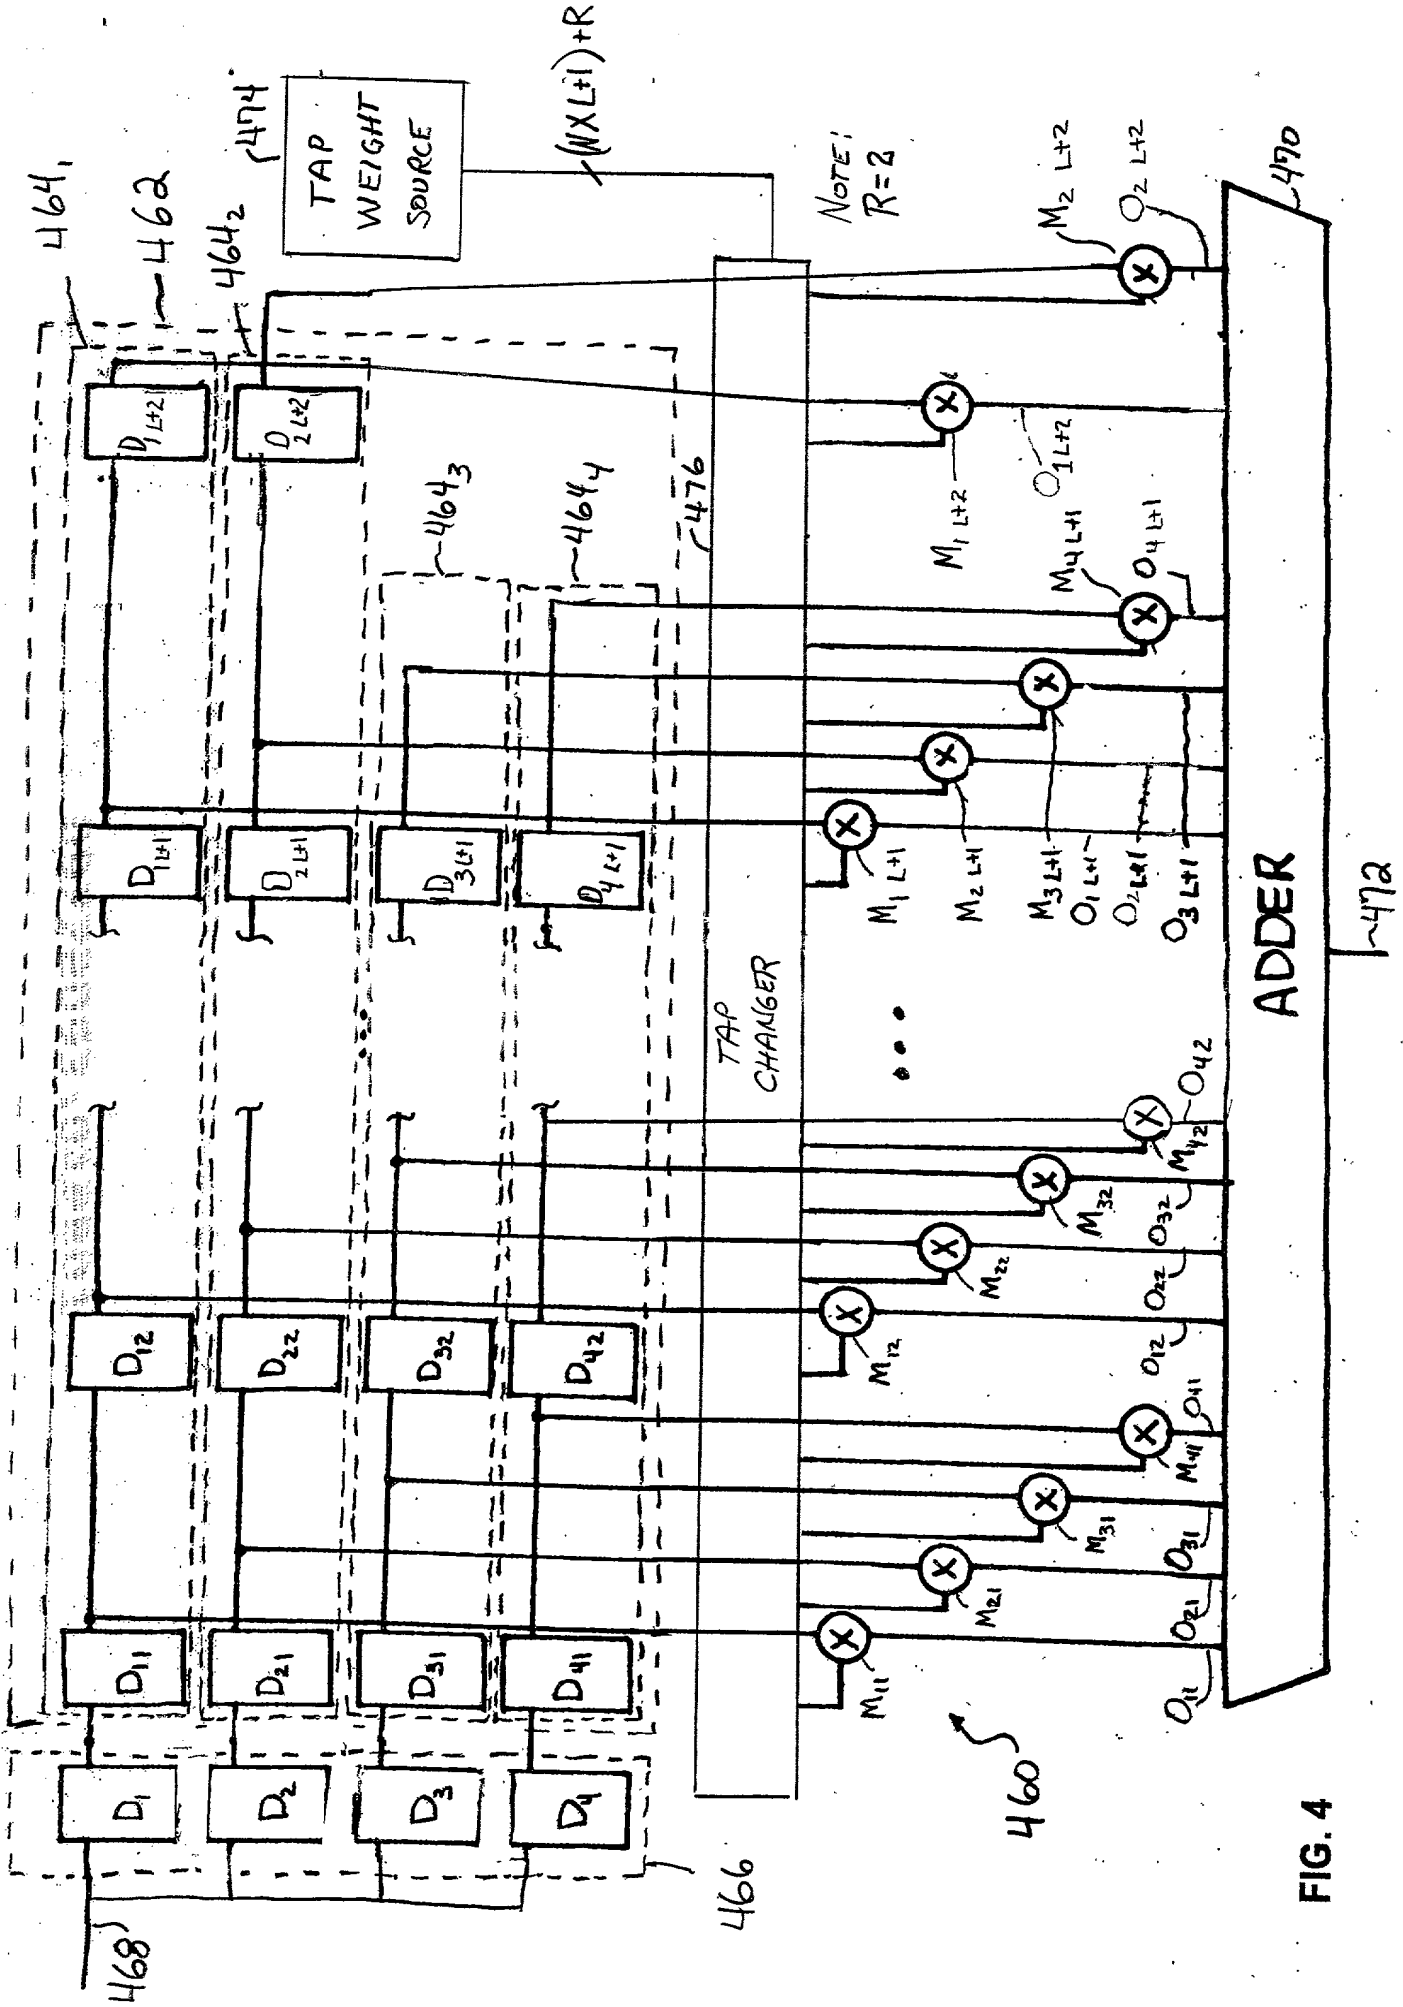 464₁
462
464₂
474
TAP
WEIGHT
SOURCE
(NXL+1)+R
NOTE:
R=2
468
466
D₁
D₁₁
D₁₂
D₁ L+1
D₁ L+2
D₂
D₂₁
D₂₂
D₂ L+1
D₂ L+2
D₃
D₃₁
D₃₂
D₃ L+1
464₃
D₄
D₄₁
D₄₂
D₄ L+1
464₄
476
TAP
CHANGER
M₁₁
M₂₁
M₃₁
M₄₁
M₁₂
M₂₂
M₃₂
M₄₂
M₁ L+1
M₂ L+1
M₃ L+1
M₄ L+1
M₁ L+2
M₂ L+2
O₁₁
O₂₁
O₃₁
O₄₁
O₁₂
O₂₂
O₃₂
O₄₂
O₁ L+1
O₂ L+1
O₃ L+1
O₄ L+1
O₁ L+2
O₂ L+2
460
ADDER
470
472
FIG. 4